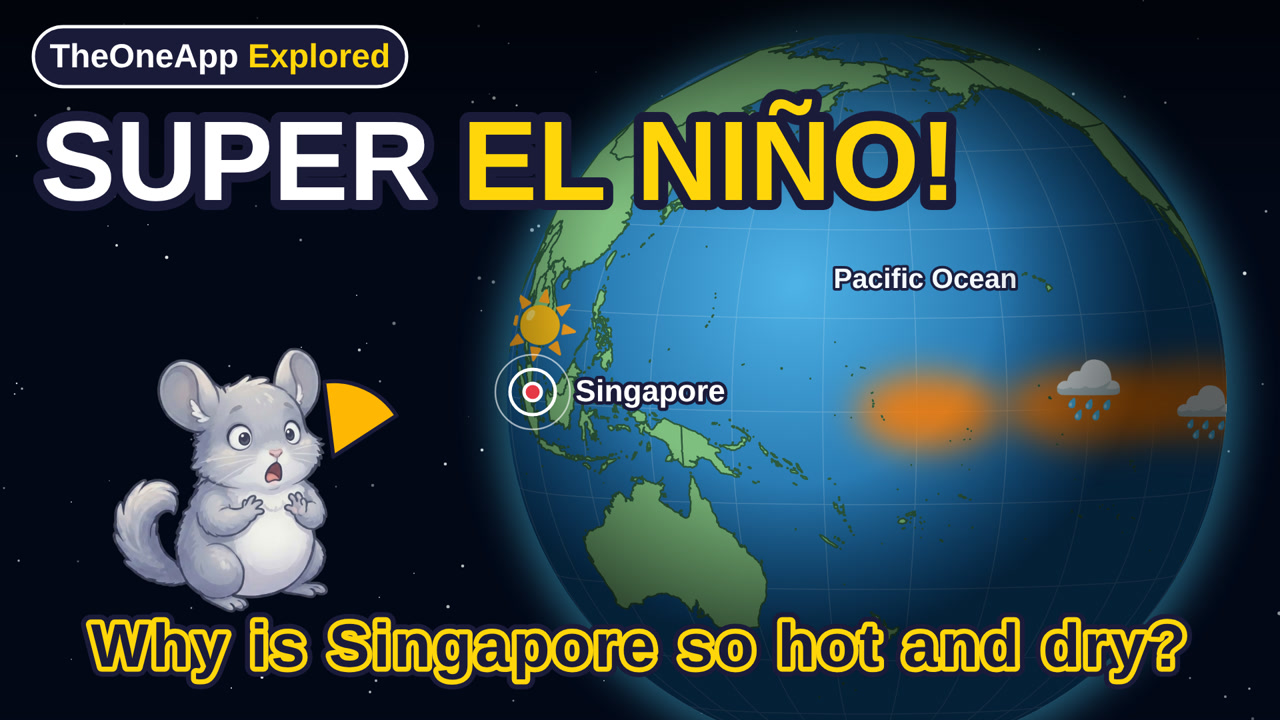 TheOneApp Explored
SUPER EL NIÑO!
Pacific Ocean
Singapore
Why is Singapore so hot and dry?